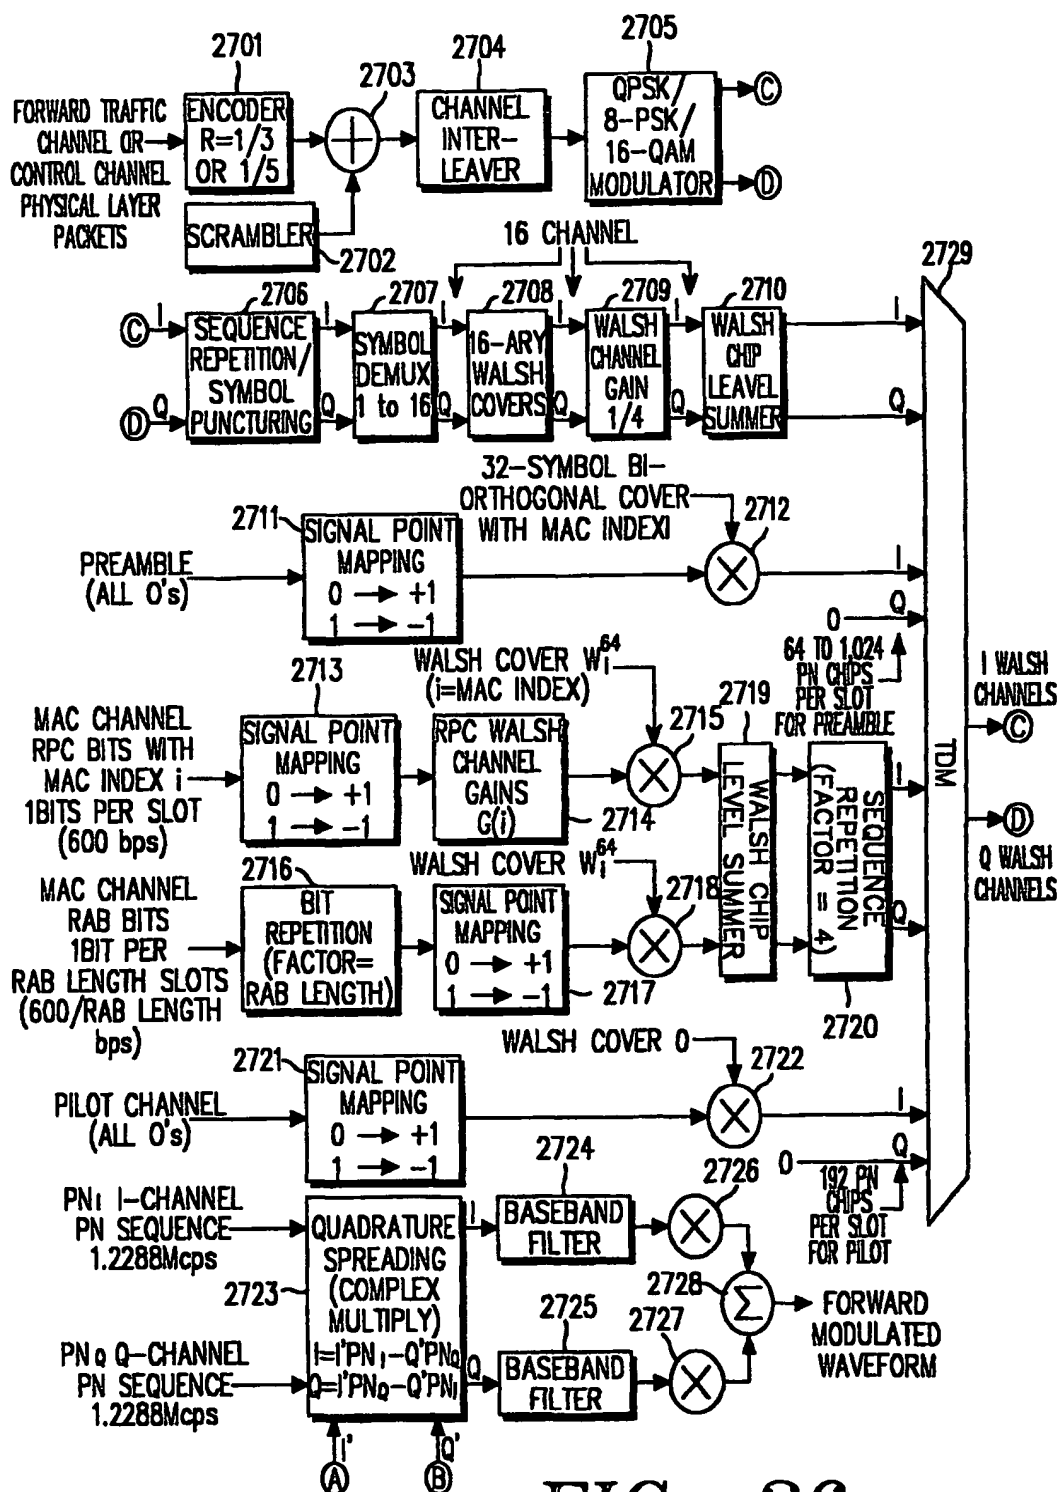 2701
2703
2704
2705
FORWARD TRAFFIC
CHANNEL OR
CONTROL CHANNEL
PHYSICAL LAYER
PACKETS
ENCODER
R=1/3
OR 1/5
CHANNEL
INTER-
LEAVER
QPSK/
8-PSK/
16-QAM
MODULATOR
C
D
SCRAMBLER
2702
16 CHANNEL
2729
2706
2707
2708
2709
2710
C
I
D
Q
SEQUENCE
REPETITION/
SYMBOL
PUNCTURING
I
Q
SYMBOL
DEMUX
1 to 16
I
Q
16-ARY
WALSH
COVERS
I
Q
WALSH
CHANNEL
GAIN
1/4
I
Q
WALSH
CHIP
LEAVEL
SUMMER
I
Q
32-SYMBOL BI-
ORTHOGONAL COVER
WITH MAC INDEXI
2711
2712
PREAMBLE
(ALL O's)
SIGNAL POINT
MAPPING
0 → +1
1 → -1
I
0
Q
64 TO 1,024
PN CHIPS
PER SLOT
FOR PREAMBLE
TDM
I WALSH
CHANNELS
C
D
Q WALSH
CHANNELS
2713
WALSH COVER W_i^64
(i=MAC INDEX)
2715
2719
MAC CHANNEL
RPC BITS WITH
MAC INDEX i
1BITS PER SLOT
(600 bps)
SIGNAL POINT
MAPPING
0 → +1
1 → -1
RPC WALSH
CHANNEL
GAINS
G(i)
2714
WALSH CHIP
LEVEL SUMMER
SEQUENCE
REPETITION
(FACTOR = 4)
I
Q
2716
WALSH COVER W_1^64
2718
MAC CHANNEL
RAB BITS
1BIT PER
RAB LENGTH SLOTS
(600/RAB LENGTH
bps)
BIT
REPETITION
(FACTOR=
RAB LENGTH)
SIGNAL POINT
MAPPING
0 → +1
1 → -1
2717
2720
WALSH COVER 0
2721
2722
PILOT CHANNEL
(ALL O's)
SIGNAL POINT
MAPPING
0 → +1
1 → -1
I
0
Q
192 PN
CHIPS
PER SLOT
FOR PILOT
2724
2726
PN_I I-CHANNEL
PN SEQUENCE
1.2288Mcps
2723
QUADRATURE
SPREADING
(COMPLEX
MULTIPLY)
I=I'PN_I-Q'PN_Q
Q=I'PN_Q-Q'PN_I
I
BASEBAND
FILTER
2728
Σ
FORWARD
MODULATED
WAVEFORM
2725
2727
PN_Q Q-CHANNEL
PN SEQUENCE
1.2288Mcps
Q
BASEBAND
FILTER
I'
Q'
A
B